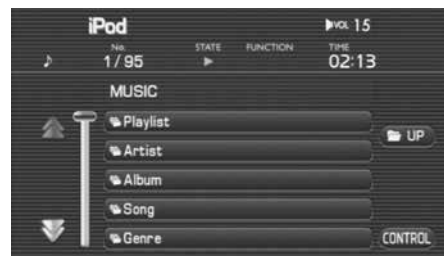 iPod VOL 15
No. STATE FUNCTION TIME
1/95 02:13
MUSIC
Playlist
UP
Artist
Album
Song
Genre CONTROL